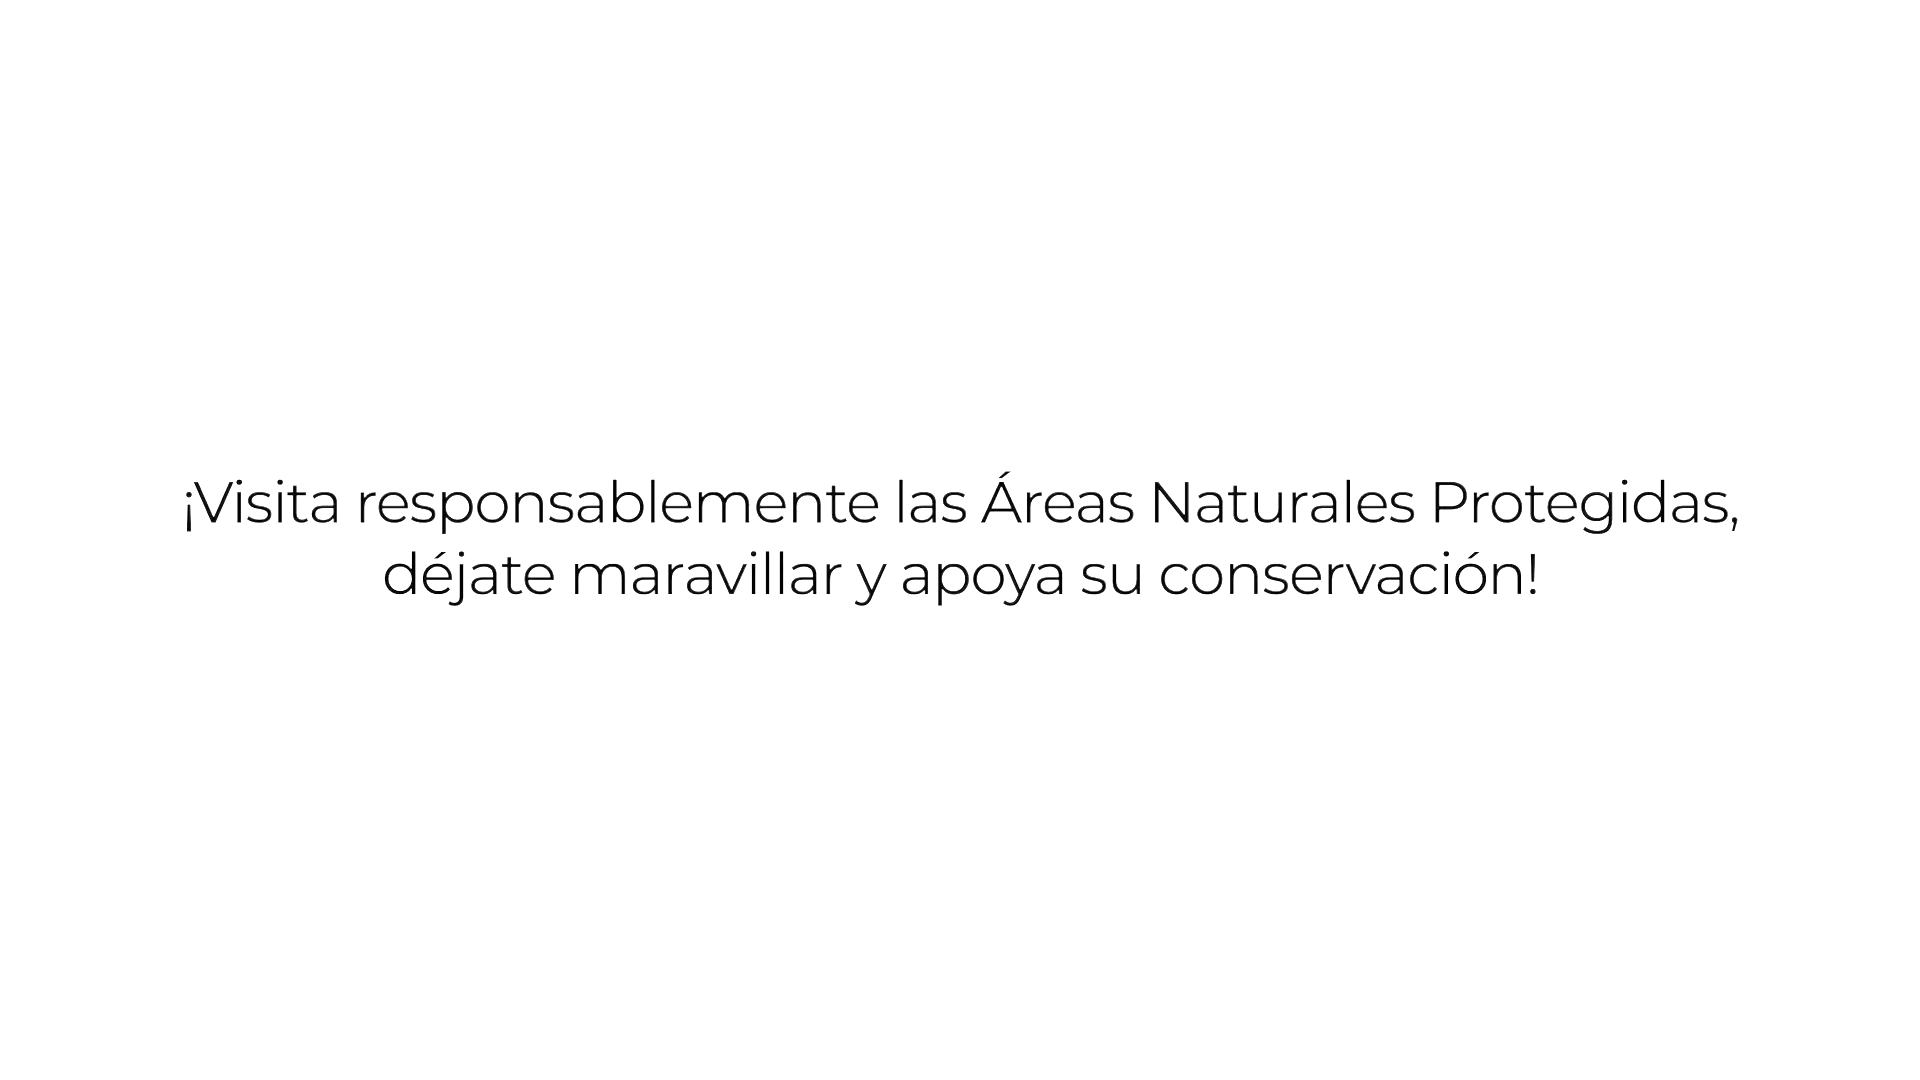 ¡Visita responsablemente las Áreas Naturales Protegidas,
déjate maravillar y apoya su conservación!